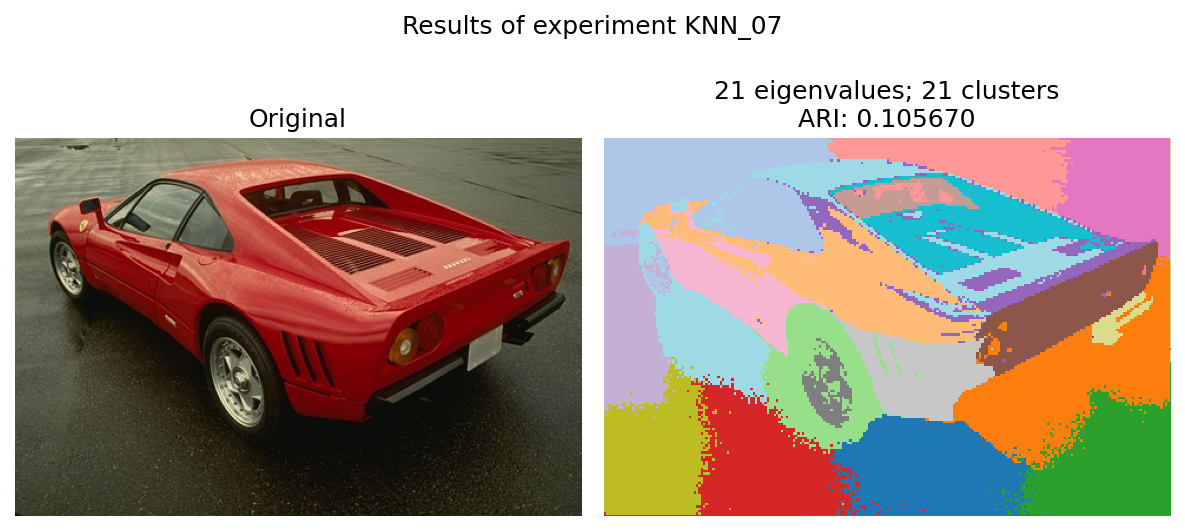 Results of experiment KNN_07
Original
21 eigenvalues; 21 clusters
ARI: 0.105670